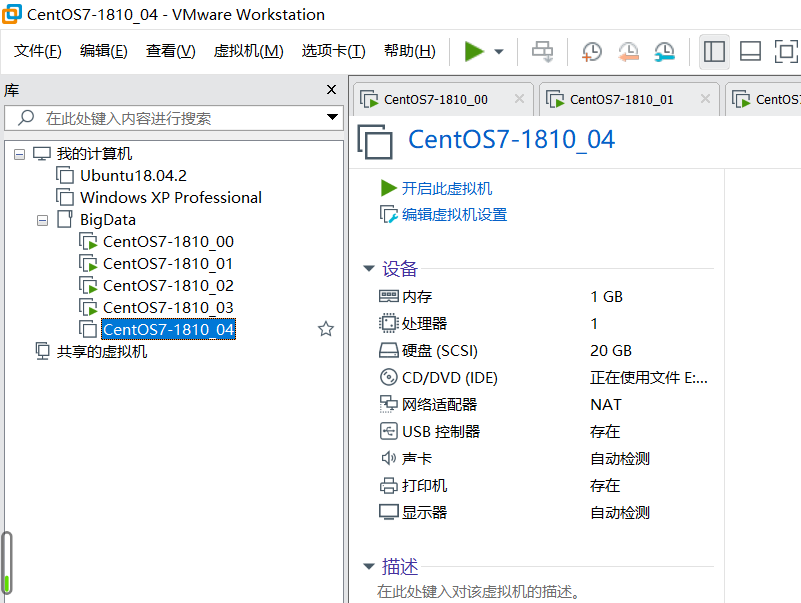 CentOS7-1810_04 - VMware Workstation
文件(F) 编辑(E) 查看(V) 虚拟机(M) 选项卡(T) 帮助(H)
库
在此处键入内容进行搜索
我的计算机
Ubuntu18.04.2
Windows XP Professional
BigData
CentOS7-1810_00
CentOS7-1810_01
CentOS7-1810_02
CentOS7-1810_03
CentOS7-1810_04
共享的虚拟机
CentOS7-1810_00 CentOS7-1810_01 CentOS7
CentOS7-1810_04
开启此虚拟机
编辑虚拟机设置
设备
内存 1 GB
处理器 1
硬盘 (SCSI) 20 GB
CD/DVD (IDE) 正在使用文件 E:...
网络适配器 NAT
USB 控制器 存在
声卡 自动检测
打印机 存在
显示器 自动检测
描述
在此处键入对该虚拟机的描述。